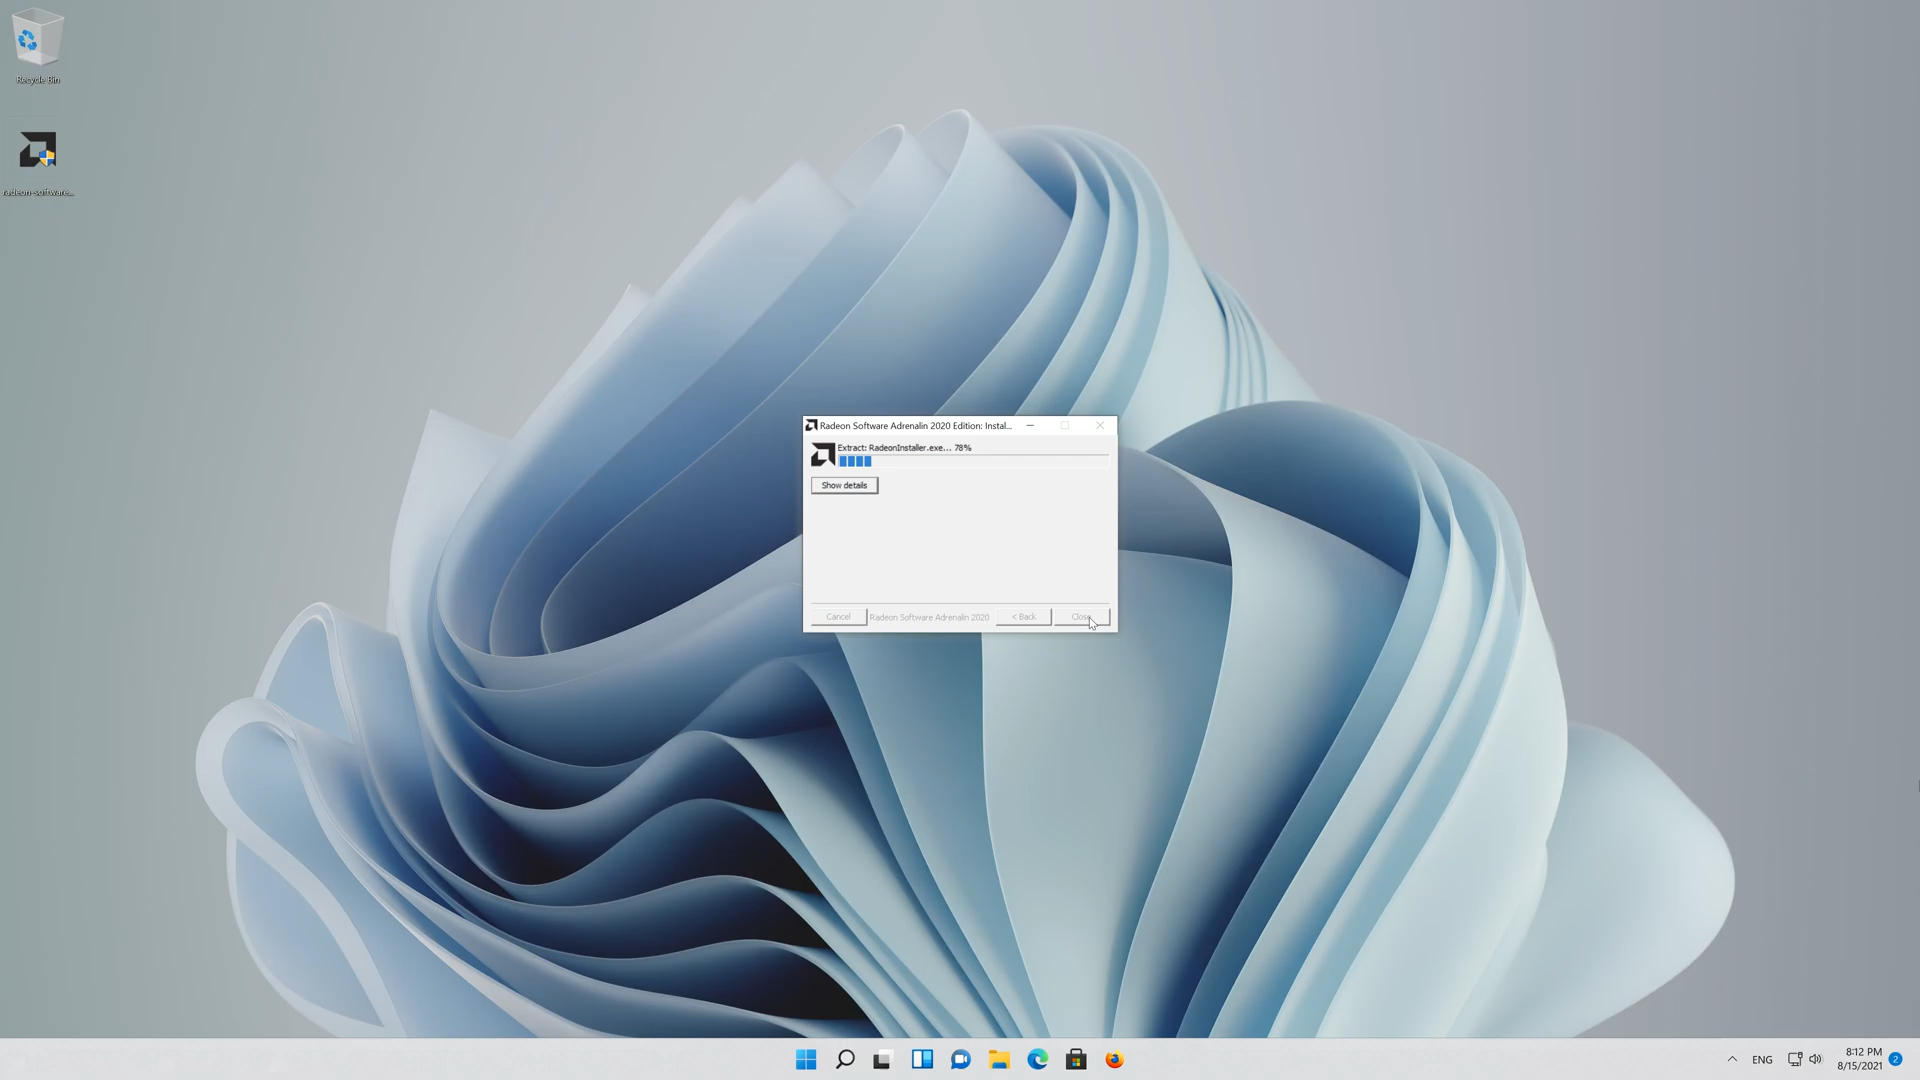 Recycle Bin
radeon-software...
Radeon Software Adrenalin 2020 Edition: Instal...
Extract: RadeonInstaller.exe... 78%
Show details
Cancel
Radeon Software Adrenalin 2020
< Back
Close
ENG
8:12 PM
8/15/2021
2